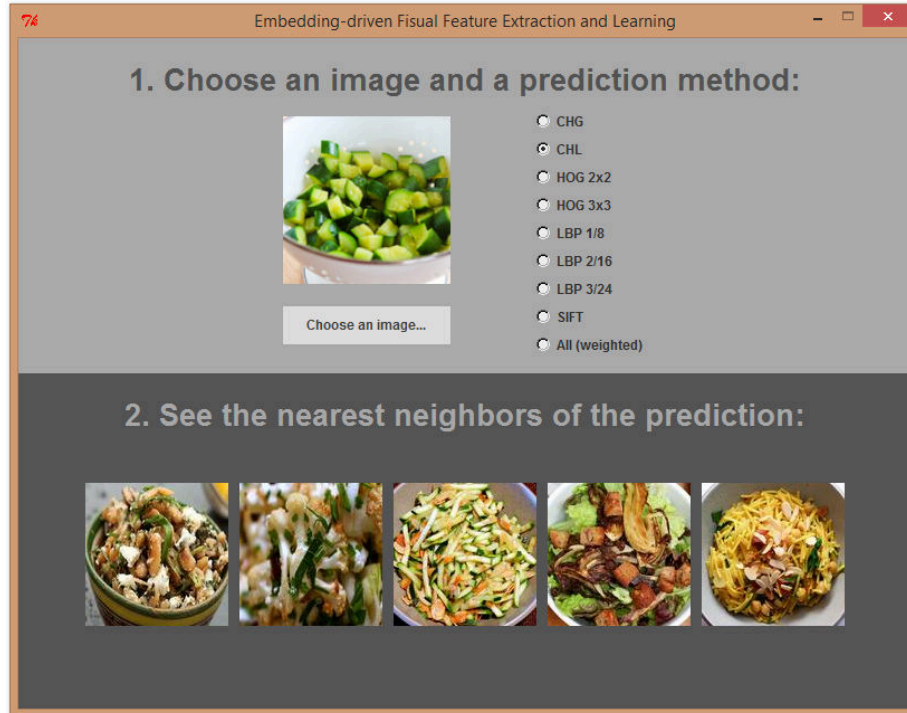 Embedding-driven Fisual Feature Extraction and Learning
1. Choose an image and a prediction method:
CHG
CHL
HOG 2x2
HOG 3x3
LBP 1/8
LBP 2/16
LBP 3/24
SIFT
All (weighted)
Choose an image...
2. See the nearest neighbors of the prediction: